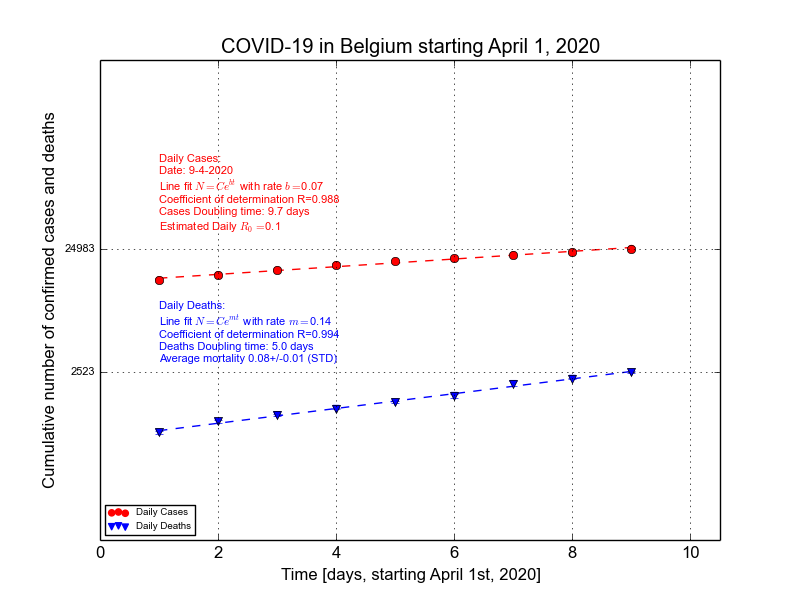 COVID-19 in Belgium starting April 1, 2020
Cumulative number of confirmed cases and deaths
Daily Cases:
Date: 9-4-2020
Line fit N=Ce^{bt} with rate b=0.07
Coefficient of determination R=0.988
Cases Doubling time: 9.7 days
Estimated Daily R_0=0.1
24983
Daily Deaths:
Line fit N=Ce^{mt} with rate m=0.14
Coefficient of determination R=0.994
Deaths Doubling time: 5.0 days
Average mortality 0.08+/-0.01 (STD)
2523
Daily Cases
Daily Deaths
0 2 4 6 8 10
Time [days, starting April 1st, 2020]